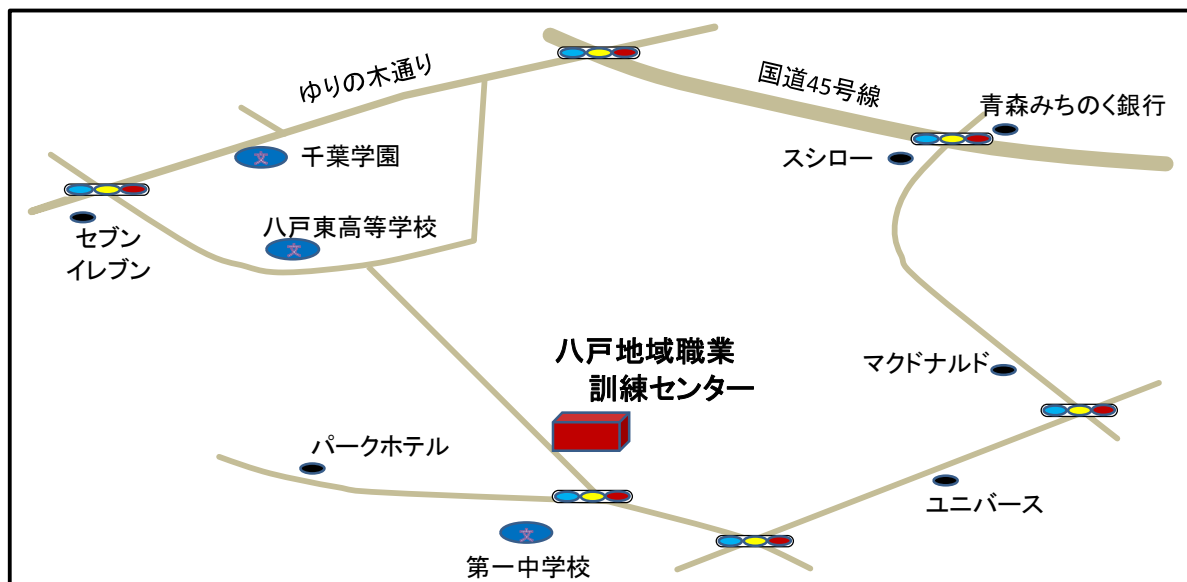 ゆりの木通り
国道45号線
青森みちのく銀行
スシロー
文
千葉学園
八戸東高等学校
文
セブン
イレブン
八戸地域職業
訓練センター
マクドナルド
パークホテル
ユニバース
文
第一中学校